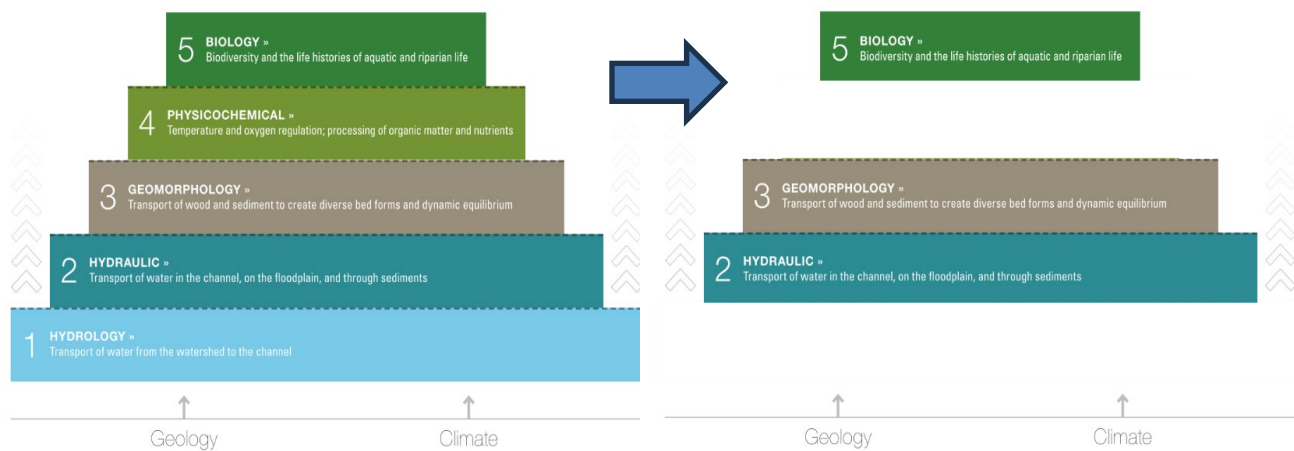 5 BIOLOGY »
Biodiversity and the life histories of aquatic and riparian life
4 PHYSICOCHEMICAL »
Temperature and oxygen regulation; processing of organic matter and nutrients
3 GEOMORPHOLOGY »
Transport of wood and sediment to create diverse bed forms and dynamic equilibrium
2 HYDRAULIC »
Transport of water in the channel, on the floodplain, and through sediments
1 HYDROLOGY »
Transport of water from the watershed to the channel
Geology
Climate
5 BIOLOGY »
Biodiversity and the life histories of aquatic and riparian life
3 GEOMORPHOLOGY »
Transport of wood and sediment to create diverse bed forms and dynamic equilibrium
2 HYDRAULIC »
Transport of water in the channel, on the floodplain, and through sediments
Geology
Climate